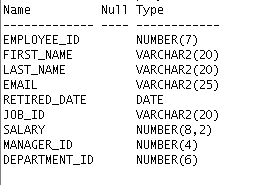 Name Null Type
------------- ---- -------------
EMPLOYEE_ID NUMBER(7)
FIRST_NAME VARCHAR2(20)
LAST_NAME VARCHAR2(20)
EMAIL VARCHAR2(25)
RETIRED_DATE DATE
JOB_ID VARCHAR2(20)
SALARY NUMBER(8,2)
MANAGER_ID NUMBER(4)
DEPARTMENT_ID NUMBER(6)